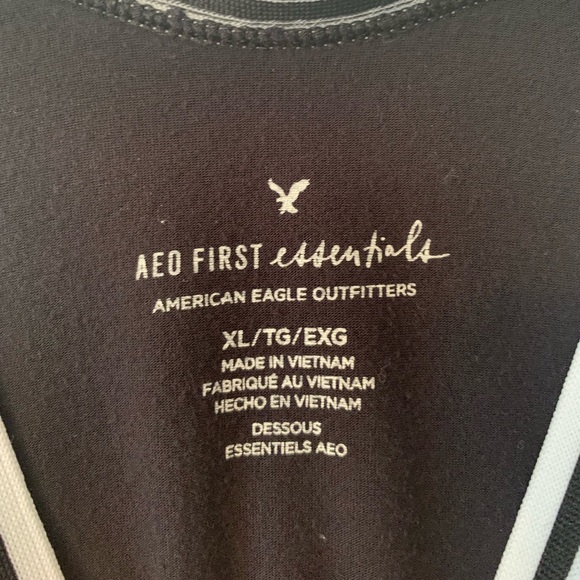 AEO FIRST essentials
AMERICAN EAGLE OUTFITTERS
XL/TG/EXG
MADE IN VIETNAM
FABRIQUÉ AU VIETNAM
HECHO EN VIETNAM
DESSOUS
ESSENTIELS AEO